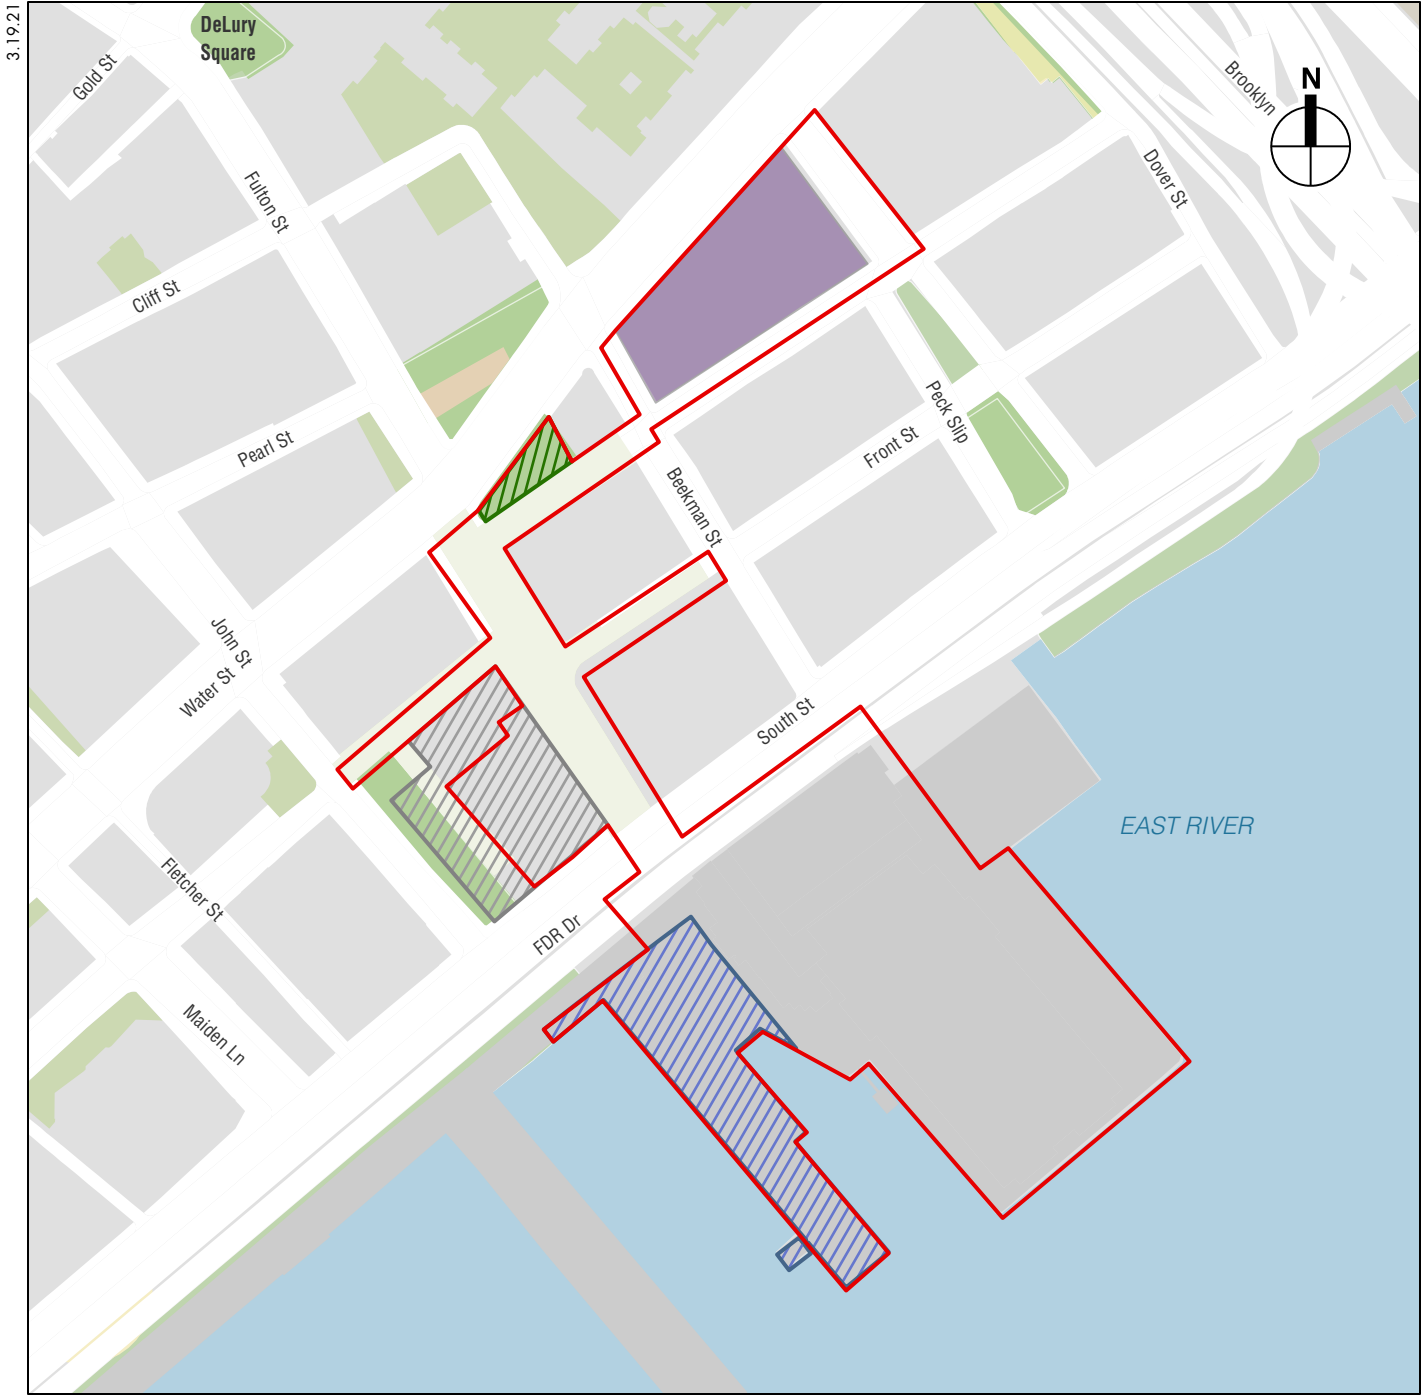 3.19.21
DeLury
Square
Gold St
N
Brooklyn
Dover St
Fulton St
Cliff St
Peck Slip
Pearl St
Front St
Beekman St
John St
Water St
South St
EAST RIVER
Fletcher St
FDR Dr
Maiden Ln